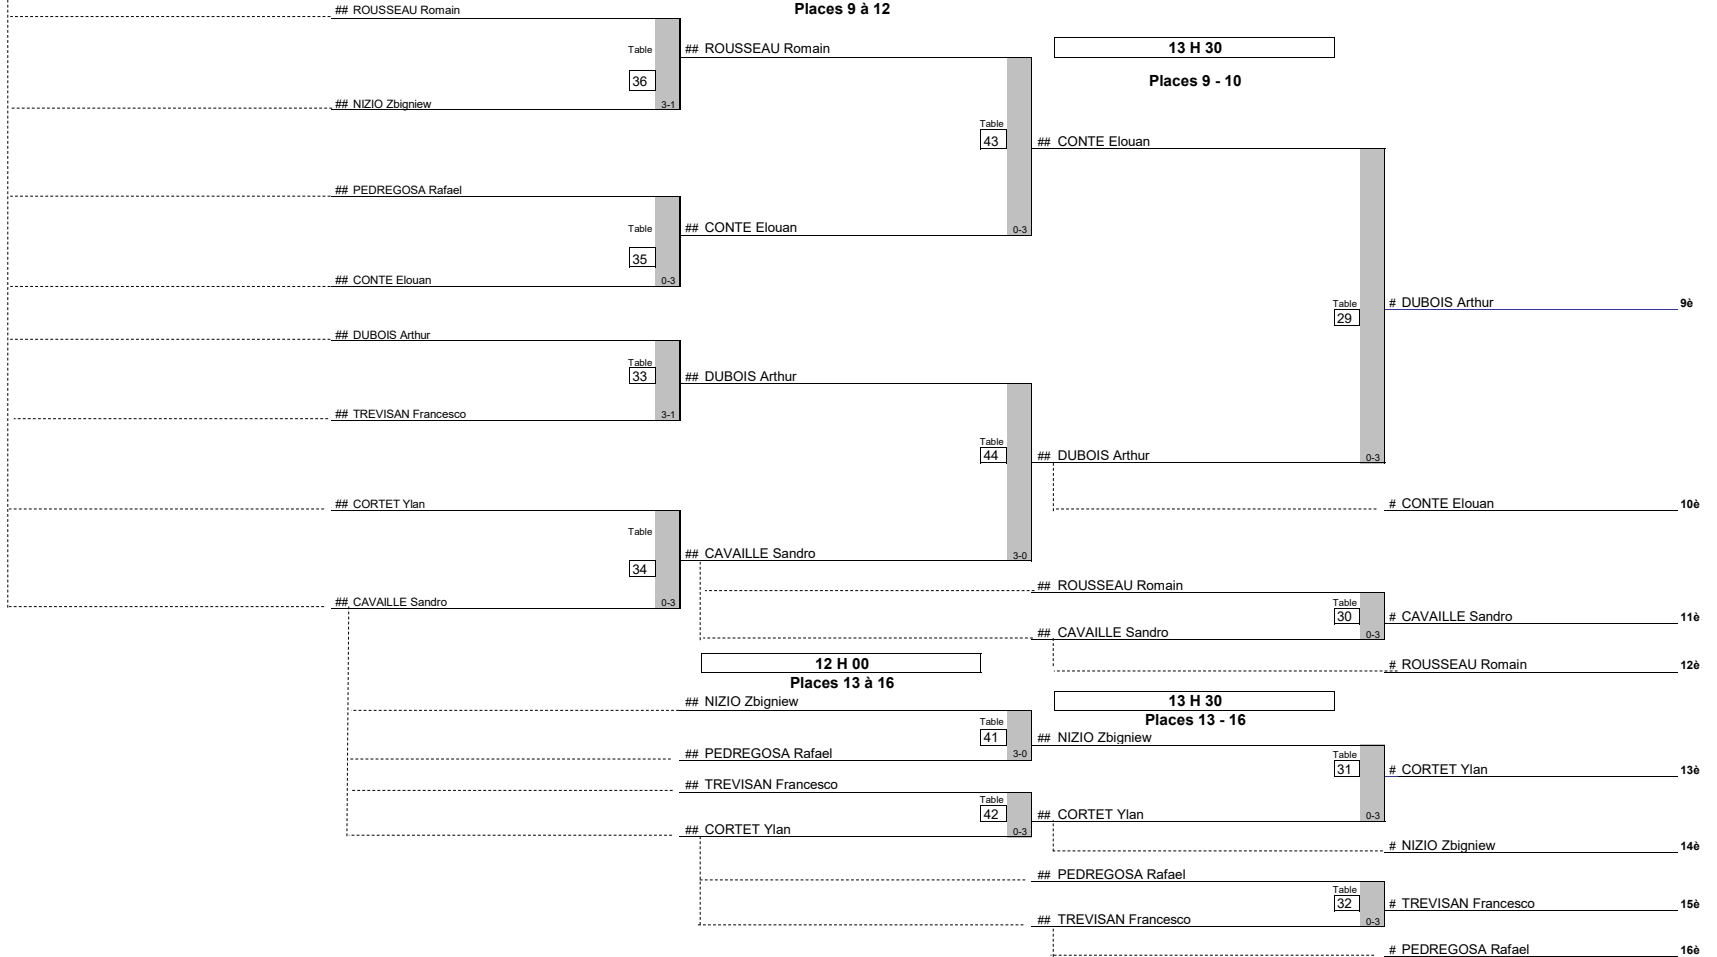 ## ROUSSEAU Romain
Places 9 à 12
Table
## ROUSSEAU Romain
13 H 30
36
Places 9 - 10
## NIZIO Zbigniew
3-1
Table
43
## CONTE Elouan
## PEDREGOSA Rafael
Table
## CONTE Elouan
0-3
35
## CONTE Elouan
0-3
Table
29
# DUBOIS Arthur
9è
## DUBOIS Arthur
Table
33
## DUBOIS Arthur
## TREVISAN Francesco
3-1
Table
44
## DUBOIS Arthur
0-3
## CORTET Ylan
# CONTE Elouan
10è
Table
34
## CAVAILLE Sandro
3-0
## CAVAILLE Sandro
0-3
## ROUSSEAU Romain
Table
30
# CAVAILLE Sandro
11è
## CAVAILLE Sandro
0-3
12 H 00
# ROUSSEAU Romain
12è
Places 13 à 16
## NIZIO Zbigniew
13 H 30
Places 13 - 16
Table
41
## NIZIO Zbigniew
## PEDREGOSA Rafael
3-0
Table
31
# CORTET Ylan
13è
## TREVISAN Francesco
Table
42
## CORTET Ylan
0-3
## CORTET Ylan
0-3
# NIZIO Zbigniew
14è
## PEDREGOSA Rafael
Table
32
# TREVISAN Francesco
15è
## TREVISAN Francesco
0-3
# PEDREGOSA Rafael
16è